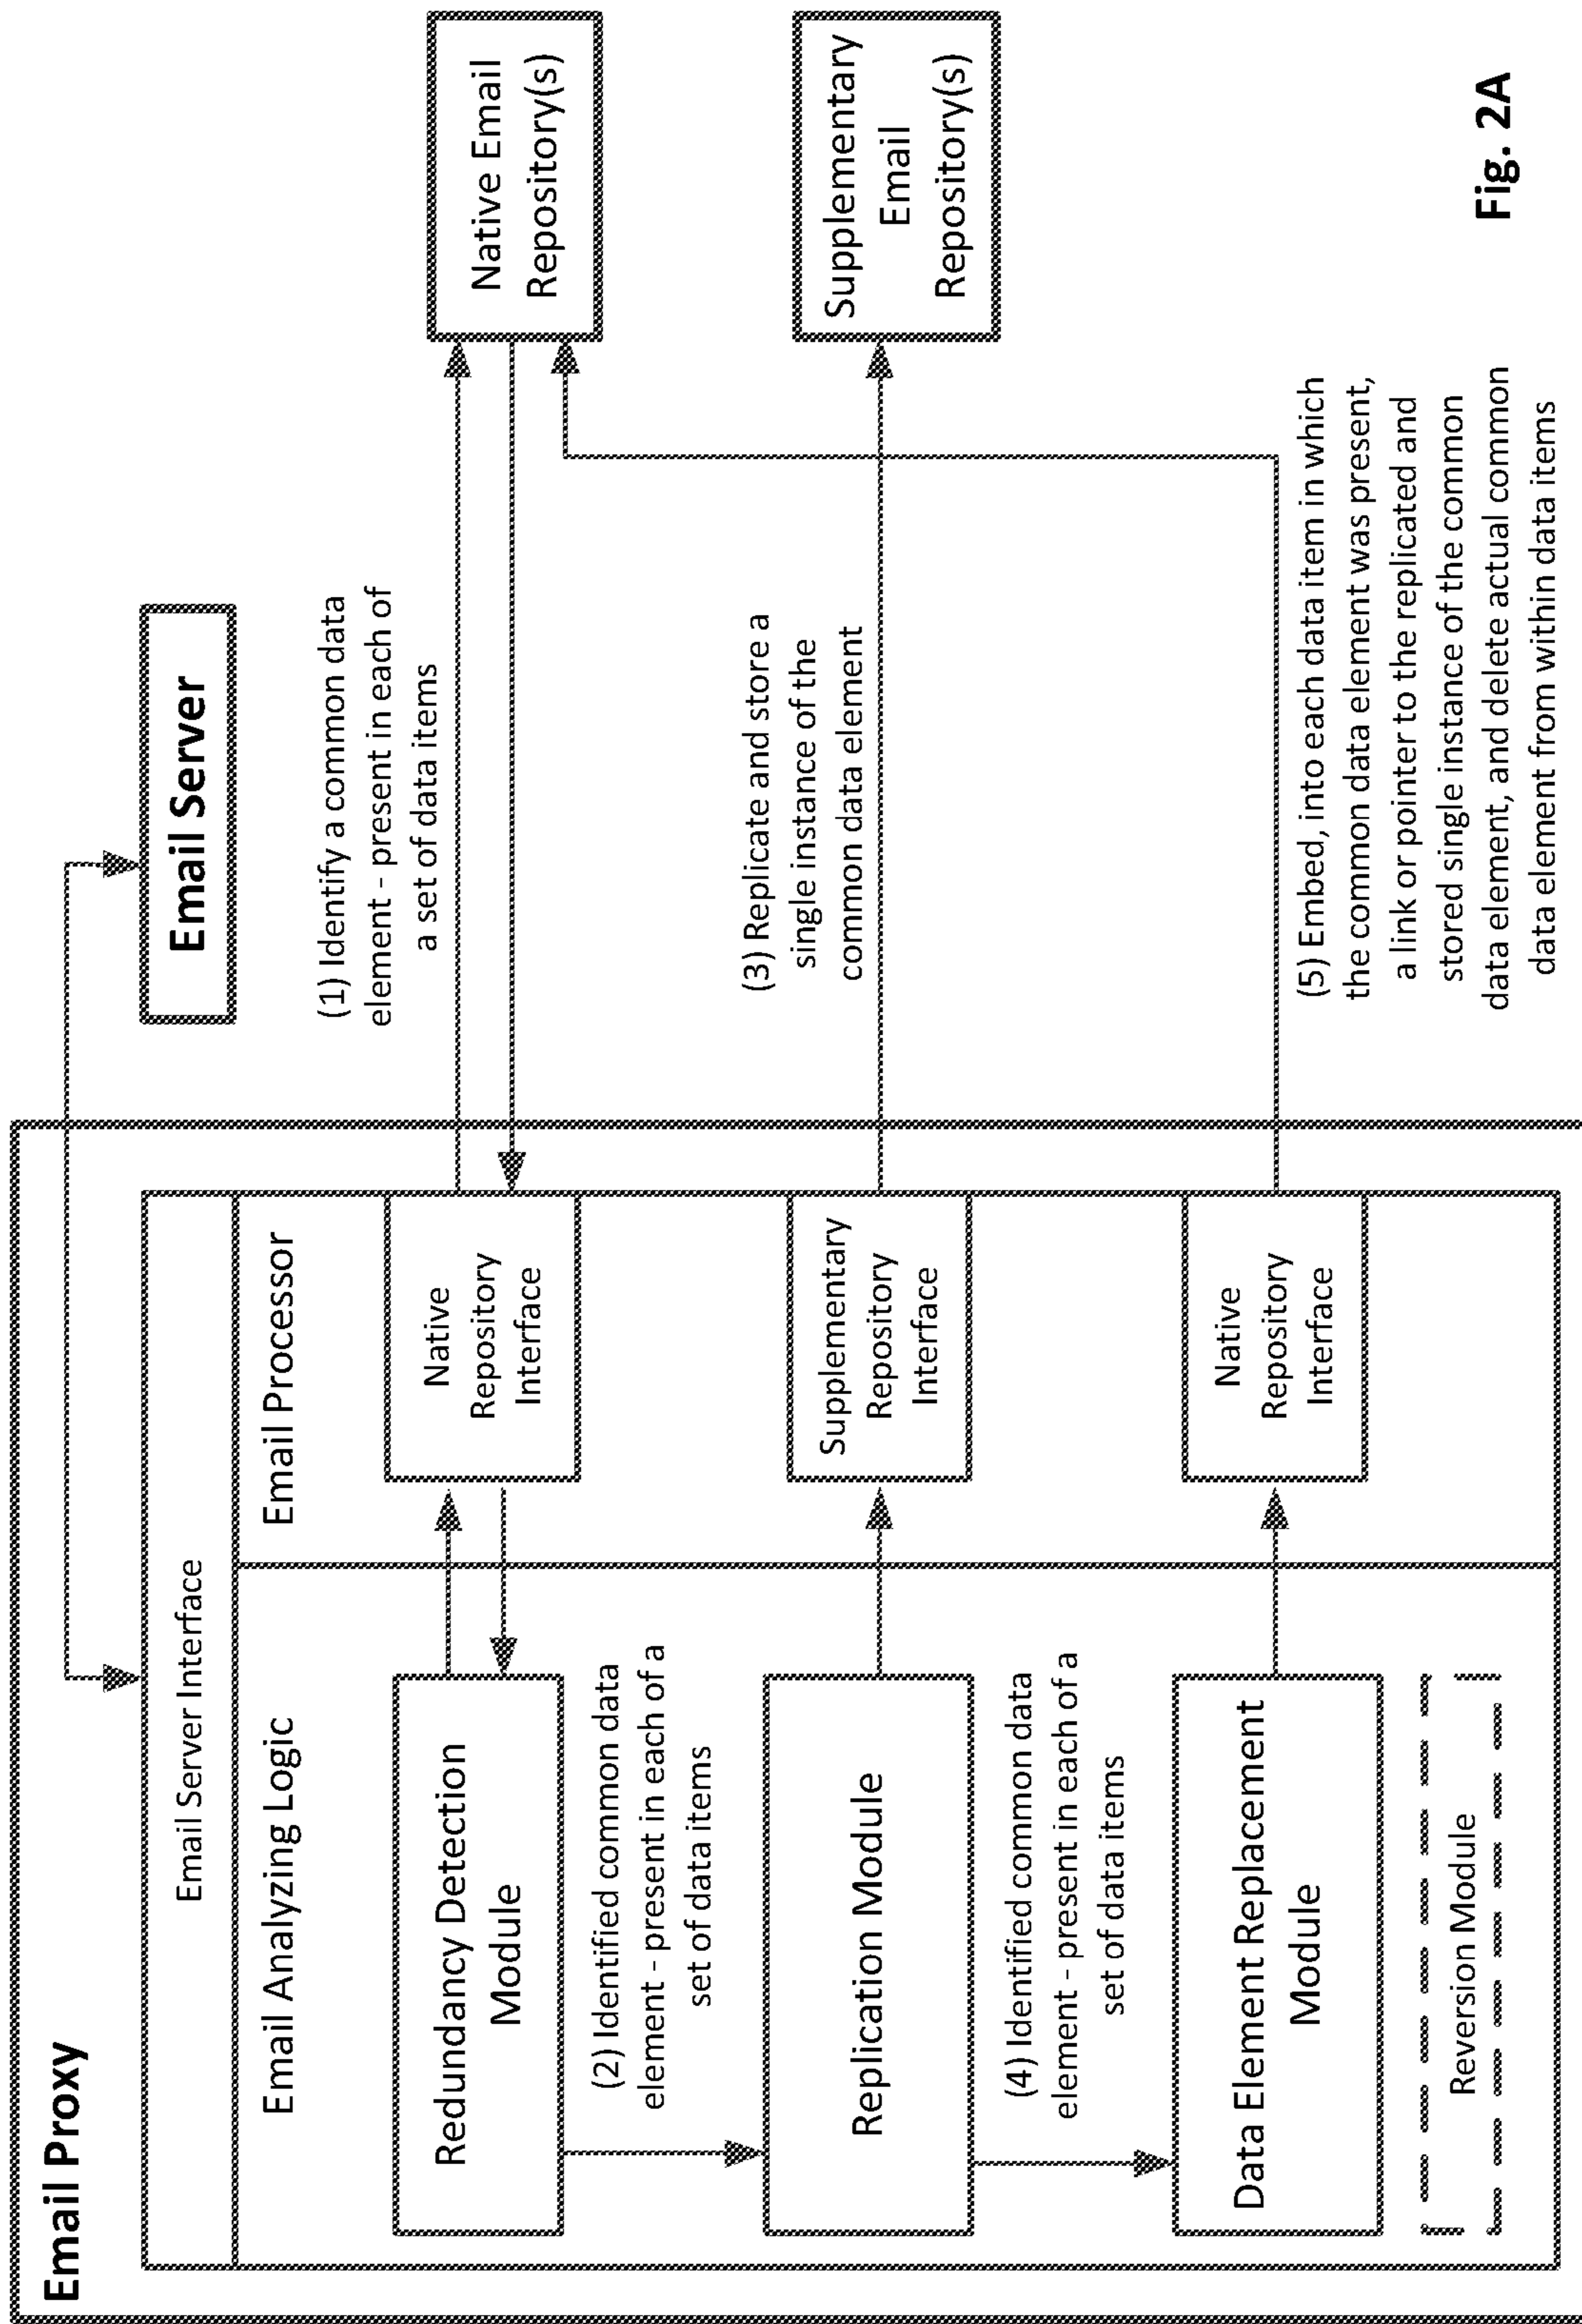 Email Proxy
Email Server
Email Server Interface
Email Analyzing Logic
Email Processor
Redundancy Detection
Module
Native
Repository
Interface
(1) Identify a common data
element - present in each of
a set of data items
Native Email
Repository(s)
(2) Identified common data
element - present in each of a
set of data items
Replication Module
Supplementary
Repository
Interface
(3) Replicate and store a
single instance of the
common data element
Supplementary
Email
Repository(s)
(4) Identified common data
element - present in each of a
set of data items
Data Element Replacement
Module
Native
Repository
Interface
(5) Embed, into each data item in which
the common data element was present,
a link or pointer to the replicated and
stored single instance of the common
data element, and delete actual common
data element from within data items
Reversion Module
Fig. 2A